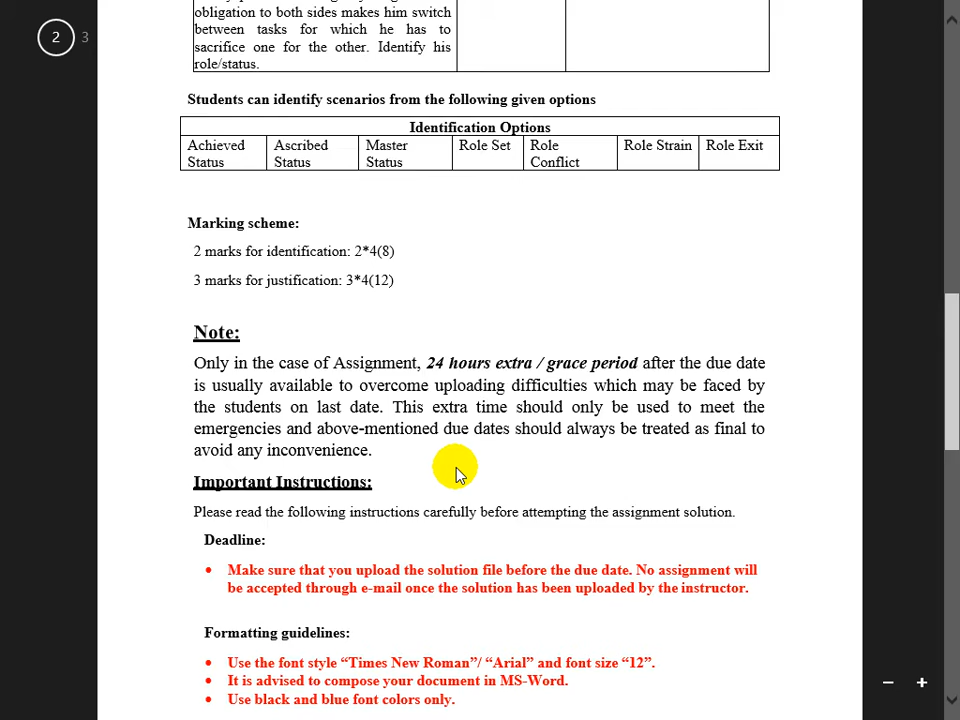 2 3
obligation to both sides makes him switch
between tasks for which he has to
sacrifice one for the other. Identify his
role/status.
Students can identify scenarios from the following given options
Identification Options
Achieved Status Ascribed Status Master Status Role Set Role Conflict Role Strain Role Exit
Marking scheme:
2 marks for identification: 2*4(8)
3 marks for justification: 3*4(12)
Note:
Only in the case of Assignment, 24 hours extra / grace period after the due date
is usually available to overcome uploading difficulties which may be faced by
the students on last date. This extra time should only be used to meet the
emergencies and above-mentioned due dates should always be treated as final to
avoid any inconvenience.
Important Instructions:
Please read the following instructions carefully before attempting the assignment solution.
Deadline:
• Make sure that you upload the solution file before the due date. No assignment will
be accepted through e-mail once the solution has been uploaded by the instructor.
Formatting guidelines:
• Use the font style “Times New Roman”/ “Arial” and font size “12”.
• It is advised to compose your document in MS-Word.
• Use black and blue font colors only.